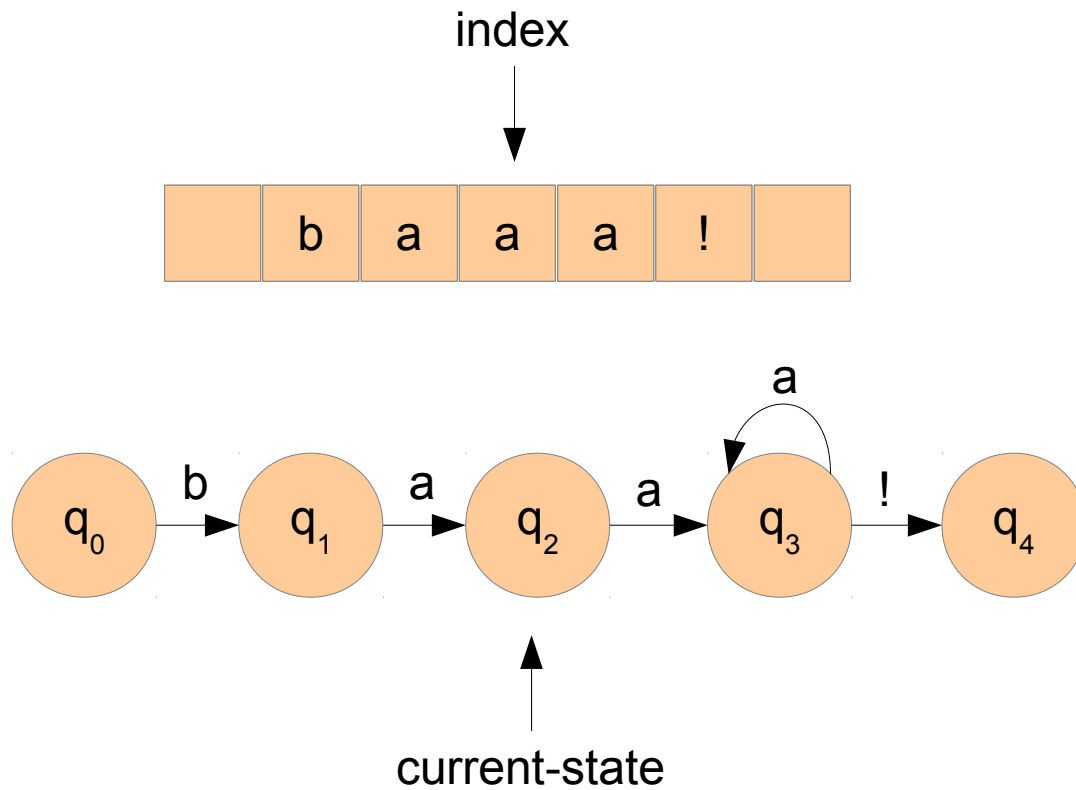 index
b a a a !
a
b a a !
q0 q1 q2 q3 q4
current-state